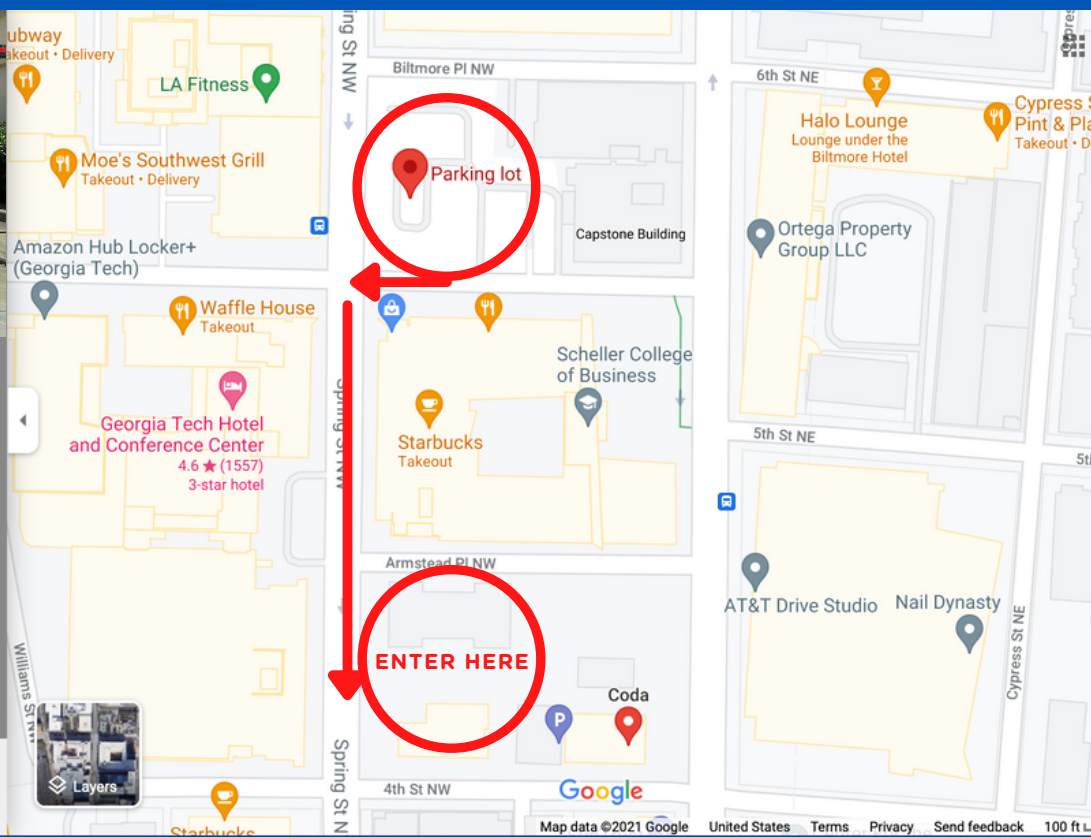 ubway
akeout • Delivery
LA Fitness
Moe's Southwest Grill
Takeout • Delivery
Amazon Hub Locker+
(Georgia Tech)
Waffle House
Takeout
Georgia Tech Hotel
and Conference Center
4.6 ★ (1557)
3-star hotel
Williams St NW
Layers
Starbucks
ing St NW
Biltmore Pl NW
Parking lot
Capstone Building
Spring St NW
Scheller College
of Business
Starbucks
Takeout
Armstead Pl NW
ENTER HERE
Coda
P
Spring St N
4th St NW
Google
6th St NE
Halo Lounge
Lounge under the
Biltmore Hotel
Cypress S
Pint & Pla
Takeout • D
Cypres
Ortega Property
Group LLC
5th St NE
5t
AT&T Drive Studio
Nail Dynasty
Cypress St NE
Map data ©2021 Google United States Terms Privacy Send feedback 100 ft